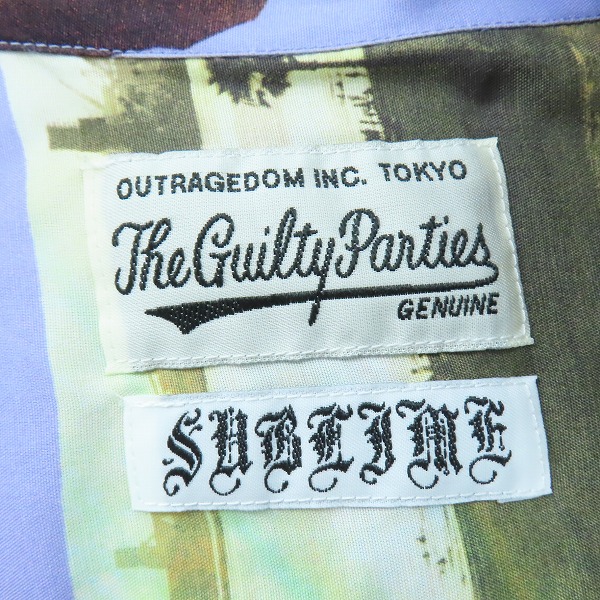 OUTRAGEDOM INC. TOKYO
The Guilty Parties
GENUINE
SUBLIME